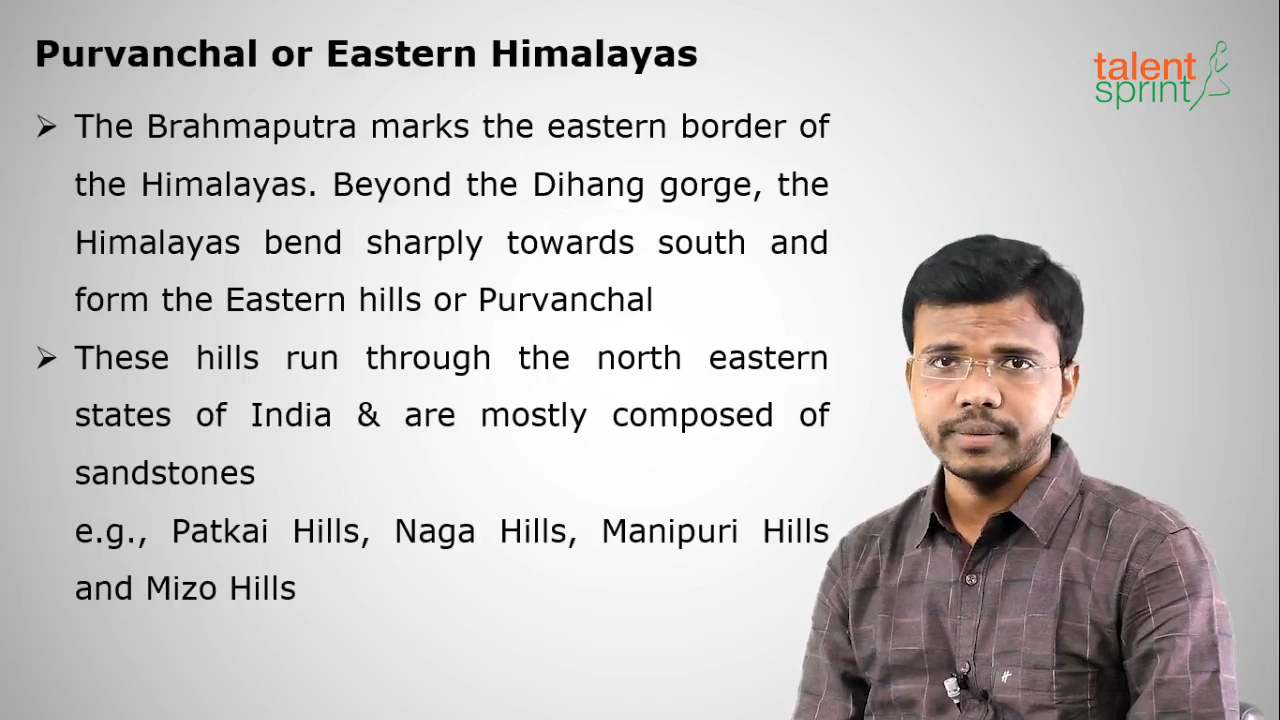 Purvanchal or Eastern Himalayas
talent
sprint
➢ The Brahmaputra marks the eastern border of
the Himalayas. Beyond the Dihang gorge, the
Himalayas bend sharply towards south and
form the Eastern hills or Purvanchal
➢ These hills run through the north eastern
states of India & are mostly composed of
sandstones
e.g., Patkai Hills, Naga Hills, Manipuri Hills
and Mizo Hills